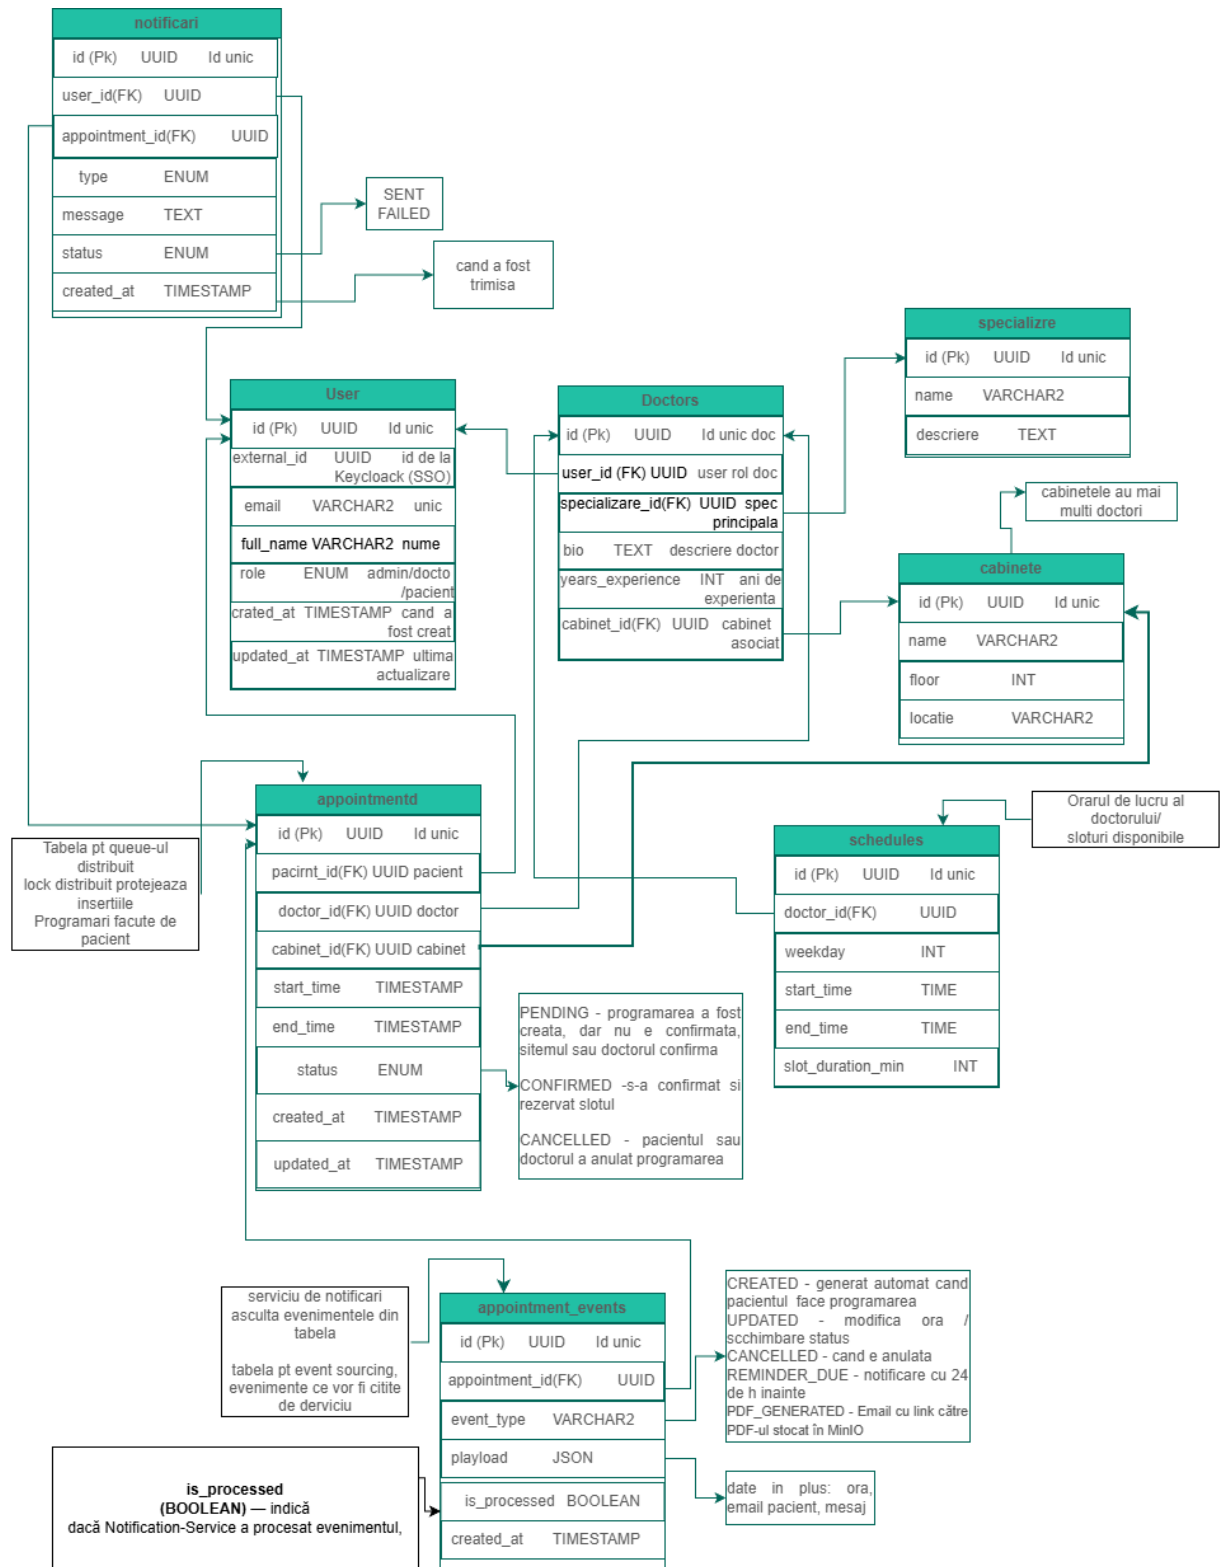 notificari
id (Pk) UUID Id unic
user_id(FK) UUID
appointment_id(FK) UUID
type ENUM
message TEXT
status ENUM
created_at TIMESTAMP
SENT
FAILED
cand a fost
trimisa
specializre
id (Pk) UUID Id unic
name VARCHAR2
descriere TEXT
User
id (Pk) UUID Id unic
external_id UUID id de la
Keycloack (SSO)
email VARCHAR2 unic
full_name VARCHAR2 nume
role ENUM admin/docto
/pacient
crated_at TIMESTAMP cand a
fost creat
updated_at TIMESTAMP ultima
actualizare
Doctors
id (Pk) UUID Id unic doc
user_id (FK) UUID user rol doc
specializare_id(FK) UUID spec
principala
bio TEXT descriere doctor
years_experience INT ani de
experienta
cabinet_id(FK) UUID cabinet
asociat
cabinetele au mai
multi doctori
cabinete
id (Pk) UUID Id unic
name VARCHAR2
floor INT
locatie VARCHAR2
Tabela pt queue-ul
distribuit
lock distribuit protejeaza
insertiile
Programari facute de
pacient
appointmentd
id (Pk) UUID Id unic
pacirnt_id(FK) UUID pacient
doctor_id(FK) UUID doctor
cabinet_id(FK) UUID cabinet
start_time TIMESTAMP
end_time TIMESTAMP
status ENUM
created_at TIMESTAMP
updated_at TIMESTAMP
Orarul de lucru al
doctorului/
sloturi disponibile
schedules
id (Pk) UUID Id unic
doctor_id(FK) UUID
weekday INT
start_time TIME
end_time TIME
slot_duration_min INT
PENDING - programarea a fost
creata, dar nu e confirmata,
sitemul sau doctorul confirma
CONFIRMED -s-a confirmat si
rezervat slotul
CANCELLED - pacientul sau
doctorul a anulat programarea
serviciu de notificari
asculta evenimentele din
tabela
tabela pt event sourcing,
evenimente ce vor fi citite
de derviciu
appointment_events
id (Pk) UUID Id unic
appointment_id(FK) UUID
event_type VARCHAR2
playload JSON
is_processed BOOLEAN
created_at TIMESTAMP
CREATED - generat automat cand
pacientul face programarea
UPDATED - modifica ora /
scchimbare status
CANCELLED - cand e anulata
REMINDER_DUE - notificare cu 24
de h inainte
PDF_GENERATED - Email cu link către
PDF-ul stocat în MinIO
date in plus: ora,
email pacient, mesaj
is_processed
(BOOLEAN) — indică
dacă Notification-Service a procesat evenimentul,